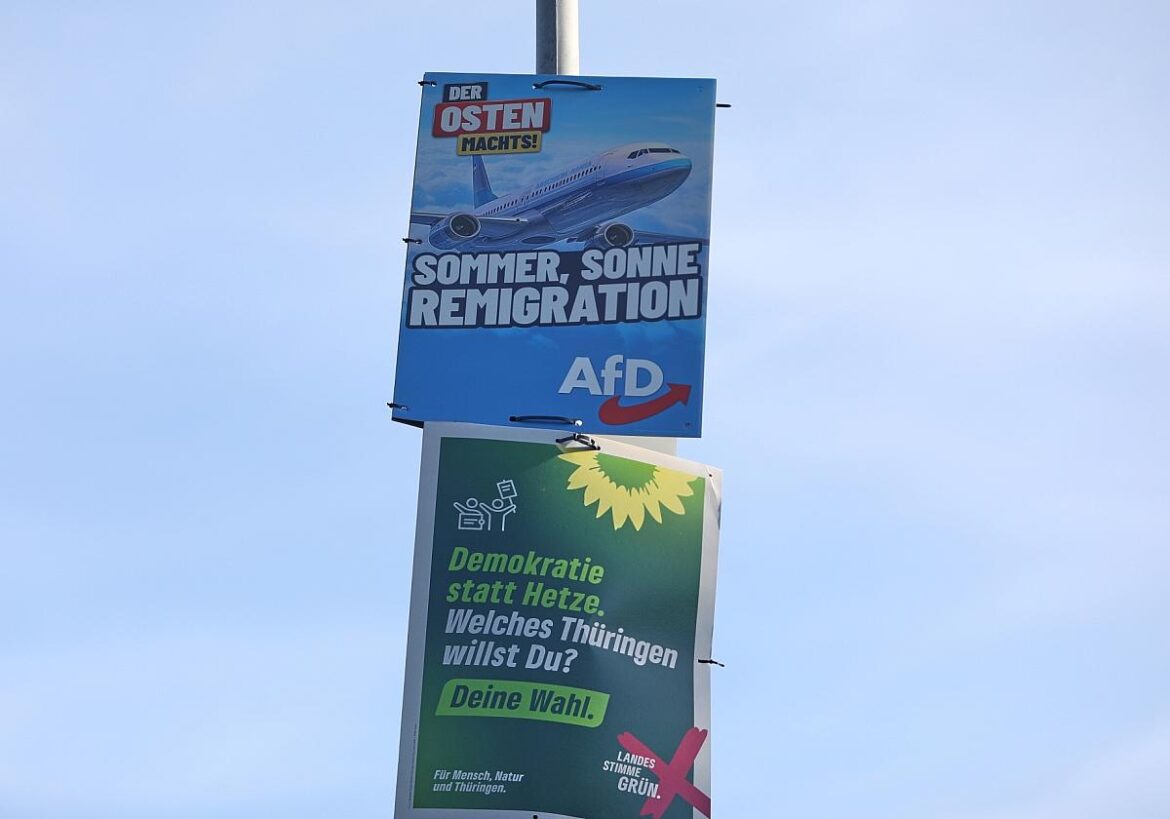 DER
OSTEN
MACHTS!
SOMMER, SONNE
REMIGRATION
AfD
Demokratie
statt Hetze.
Welches Thüringen
willst Du?
Deine Wahl.
Für Mensch, Natur
und Thüringen.
LANDES
STIMME
GRÜN.